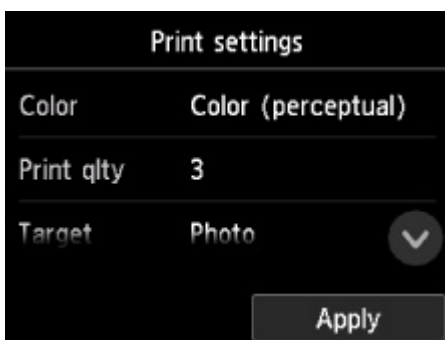 Print settings
Color Color (perceptual)
Print qlty 3
Target Photo
Apply